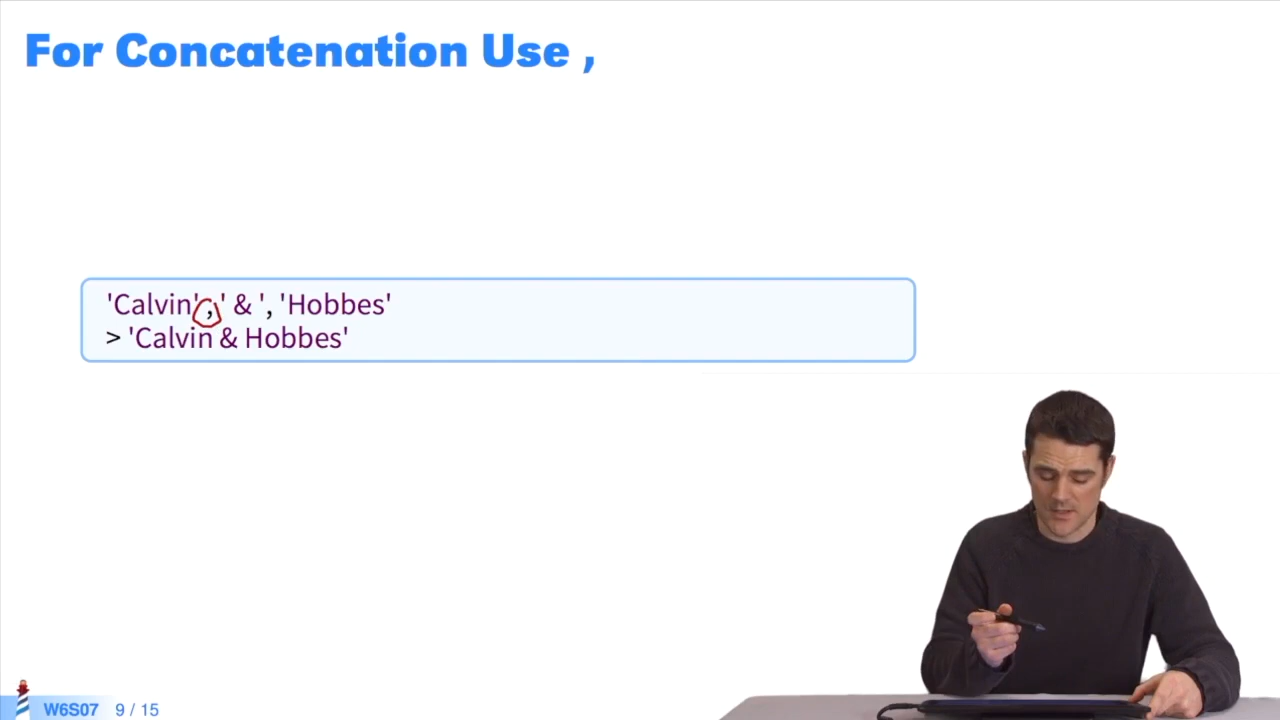 For Concatenation Use ,
'Calvin' , ' & ', 'Hobbes'
> 'Calvin & Hobbes'
W6S07 9 / 15